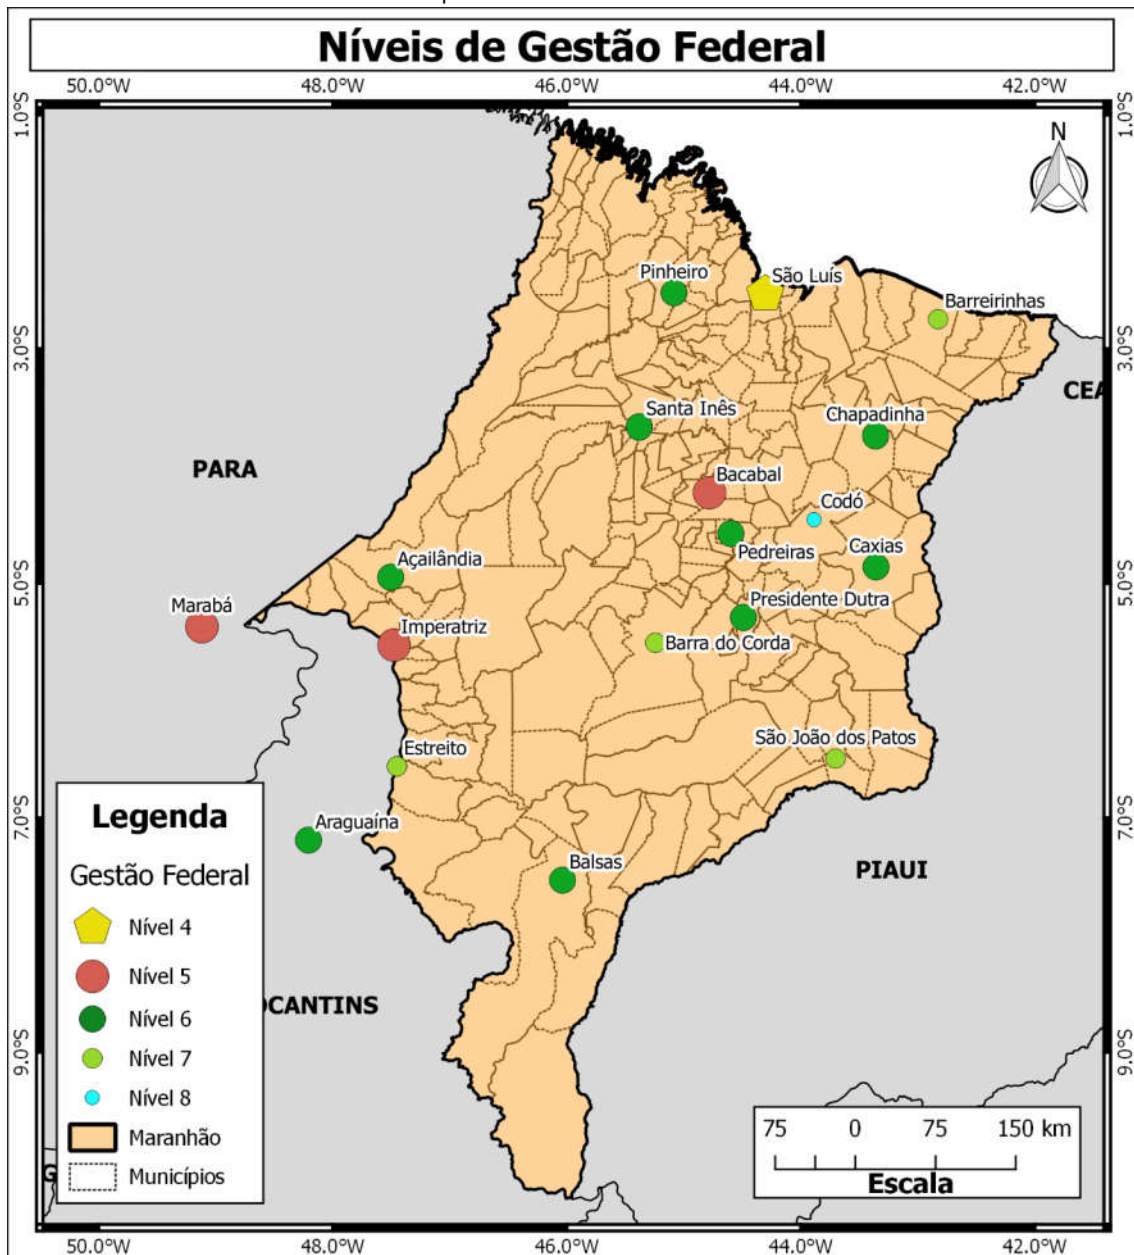 Níveis de Gestão Federal
50.0°W 48.0°W 46.0°W 44.0°W 42.0°W
1.0°S 1.0°S
N
Pinheiro
São Luís
Barreirinhas
3.0°S 3.0°S
CEA
Santa Inês
Chapadinha
PARA
Bacabal
Codó
Pedreiras
Caxias
Açailândia
5.0°S 5.0°S
Marabá
Presidente Dutra
Imperatriz
Barra do Corda
São João dos Patos
Estreito
7.0°S 7.0°S
Araguaína
Balsas
PIAUI
OCANTINS
9.0°S 9.0°S
G
Legenda
Gestão Federal
Nível 4
Nível 5
Nível 6
Nível 7
Nível 8
Maranhão
Municípios
75 0 75 150 km
Escala
50.0°W 48.0°W 46.0°W 44.0°W 42.0°W